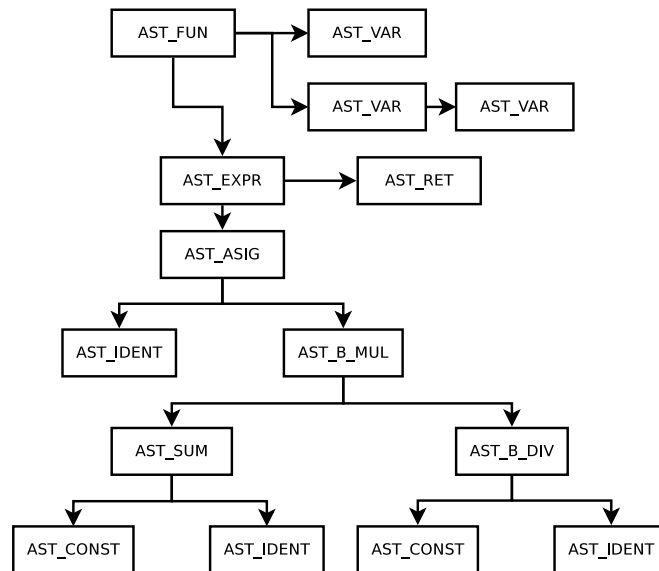 AST_FUN
AST_VAR
AST_VAR
AST_VAR
AST_EXPR
AST_RET
AST_ASIG
AST_IDENT
AST_B_MUL
AST_SUM
AST_B_DIV
AST_CONST
AST_IDENT
AST_CONST
AST_IDENT